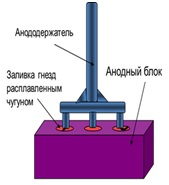 Анододержатель
Анодный блок
Заливка гнезд
расплавленным
чугуном